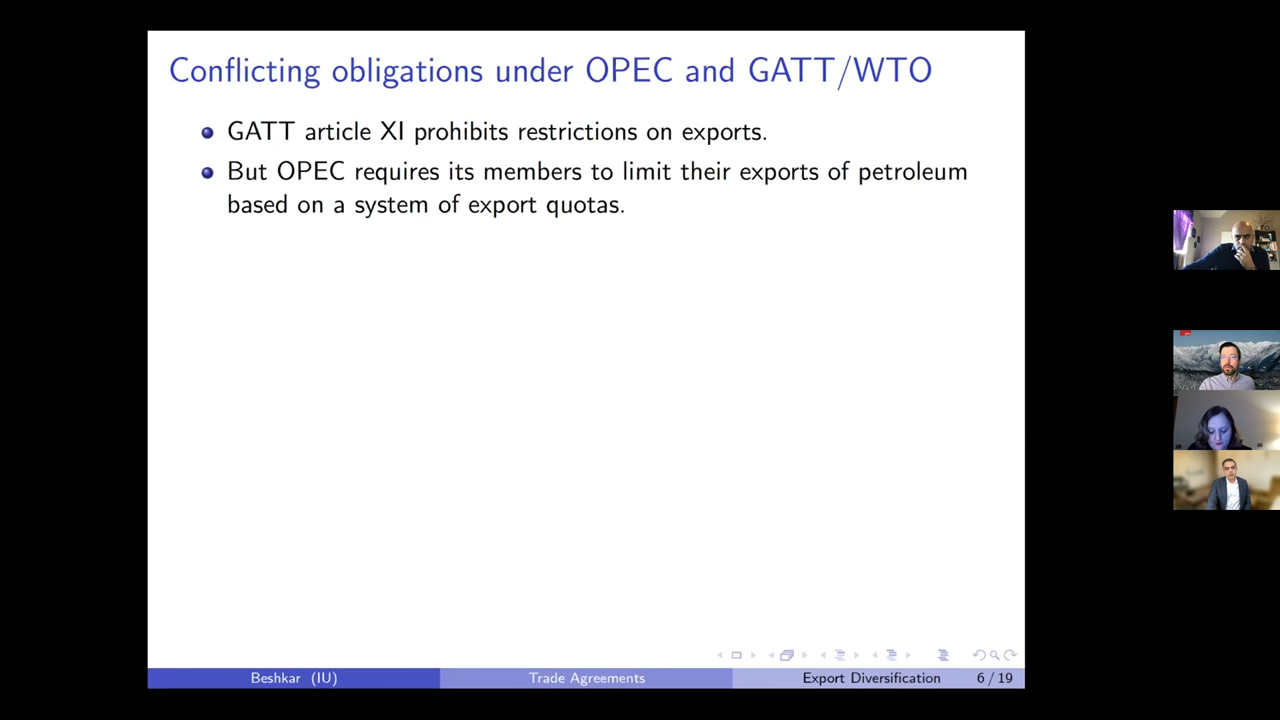 Conflicting obligations under OPEC and GATT/WTO
GATT article XI prohibits restrictions on exports.
But OPEC requires its members to limit their exports of petroleum
based on a system of export quotas.
Beshkar (IU)
Trade Agreements
Export Diversification
6 / 19